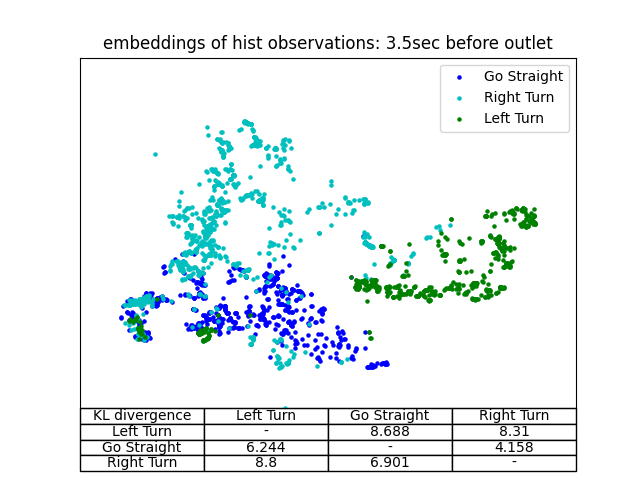 embeddings of hist observations: 3.5sec before outlet
Go Straight
Right Turn
Left Turn
KL divergence Left Turn Go Straight Right Turn
Left Turn - 8.688 8.31
Go Straight 6.244 - 4.158
Right Turn 8.8 6.901 -